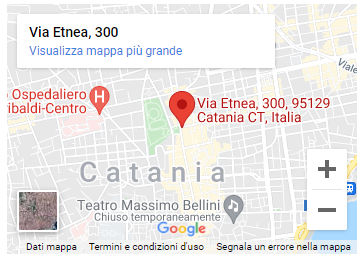 Via Etnea, 300
Visualizza mappa più grande
Ospedaliero
ribaldi-Centro
Via Etnea, 300, 95129
Catania CT, Italia
Catania
Teatro Massimo Bellini
Chiuso temporaneamente
Google
Dati mappa
Termini e condizioni d'uso
Segnala un errore nella mappa